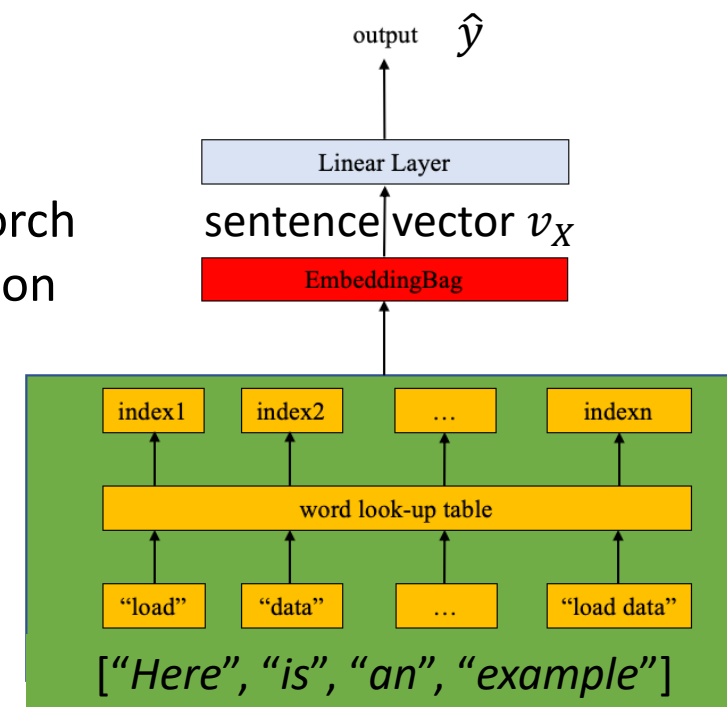 output ŷ
Linear Layer
orch
sentence vector v_X
on
EmbeddingBag
index1 index2 ... indexn
word look-up table
“load” “data” ... “load data”
[“Here”, “is”, “an”, “example”]